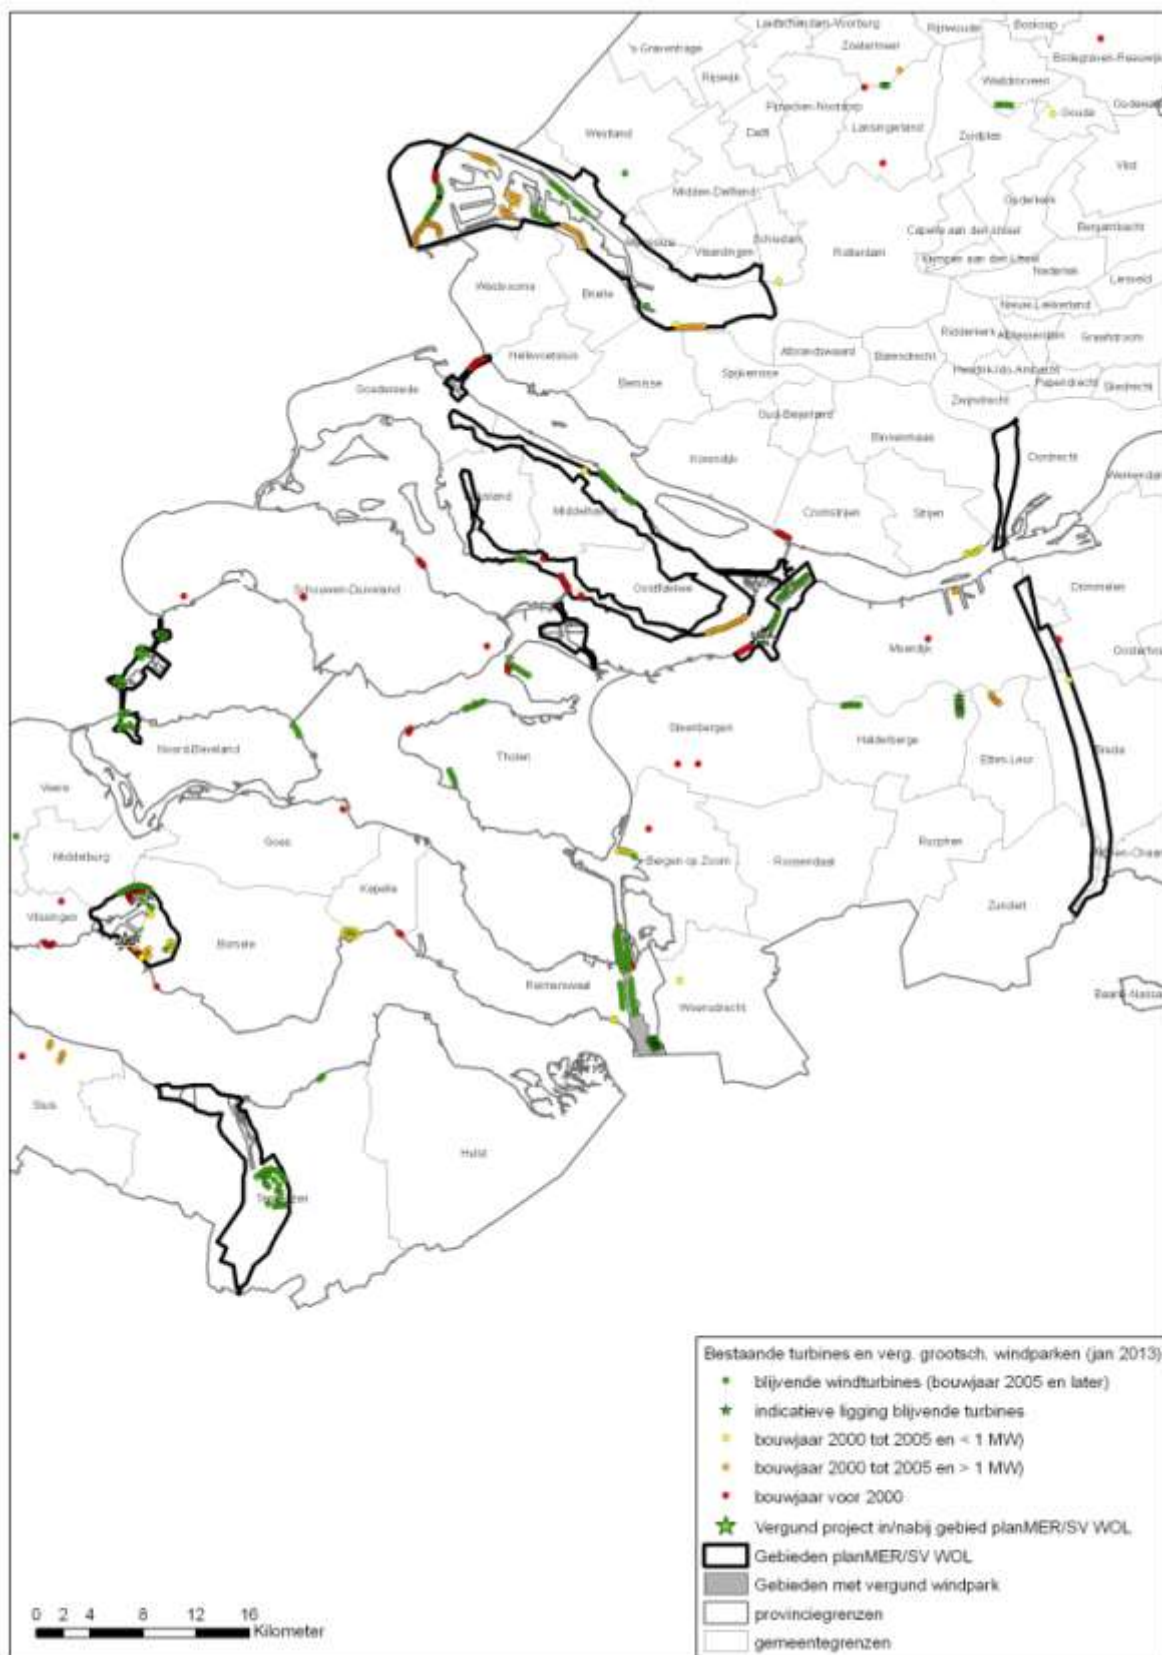 Leidschendam-Voorburg
Rijnwoude
Boskoop
's Gravenhage
Zoetermeer
Bodegraven-Reeuwijk
Rijswijk
Waddinxveen
Pijnacker-Nootdorp
Gouda
Westland
Delft
Lansingerland
Zuidplas
Vlist
Midden-Delfland
Ouderkerk
Schiedam
Capelle aan den IJssel
Bergambacht
Vlaardingen
Rotterdam
Krimpen aan den IJssel
Nederlek
Liesveld
Westvoorne
Brielle
Nieuw-Lekkerland
Ridderkerk
Alblasserdam
Graafstroom
Hellevoetsluis
Albrandswaard
Barendrecht
Hendrik-Ido-Ambacht
Goedereede
Bernisse
Spijkenisse
Papendrecht
Sliedrecht
Zwijndrecht
Oud-Beijerland
Binnenmaas
Korendijk
Dordrecht
Werkendam
Middelharnis
Cromstrijen
Strijen
Schouwen-Duiveland
Oostflakkee
Drimmelen
Moerdijk
Oosterhout
Steenbergen
Halderberge
Noord-Beveland
Tholen
Etten-Leur
Breda
Veere
Goes
Middelburg
Bergen op Zoom
Roosendaal
Rucphen
Kapelle
Vlissingen
Borsele
Zundert
Reimerswaal
Woensdrecht
Baarle-Nassau
Sluis
Hulst
Terneuzen
Bestaande turbines en verg. grootsch. windparken (jan 2013)
blijvende windturbines (bouwjaar 2005 en later)
indicatieve ligging blijvende turbines
bouwjaar 2000 tot 2005 en < 1 MW)
bouwjaar 2000 tot 2005 en > 1 MW)
bouwjaar voor 2000
Vergund project in/nabij gebied planMER/SV WOL
Gebieden planMER/SV WOL
Gebieden met vergund windpark
provinciegrenzen
gemeentegrenzen
0 2 4 8 12 16
Kilometer